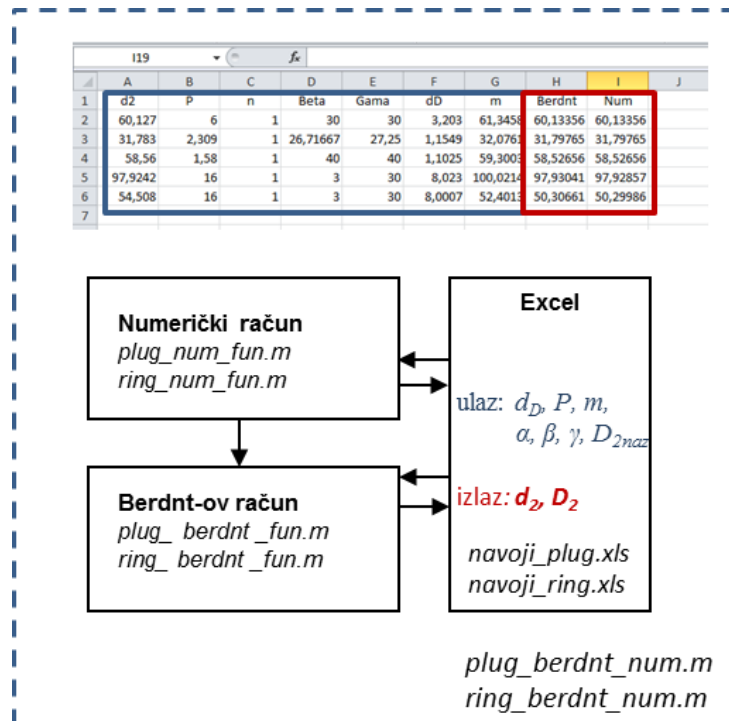 I19 fx
A B C D E F G H I J
1 d2 P n Beta Gama dD m Berdnt Num
2 60,127 6 1 30 30 3,203 61,3458 60,13356 60,13356
3 31,783 2,309 1 26,71667 27,25 1,1549 32,0761 31,79765 31,79765
4 58,56 1,58 1 40 40 1,1025 59,3003 58,52656 58,52656
5 97,9242 16 1 3 30 8,023 100,0214 97,93041 97,92857
6 54,508 16 1 3 30 8,0007 52,4013 50,30661 50,29986
7
Numerički račun
plug_num_fun.m
ring_num_fun.m
Berdnt-ov račun
plug_ berdnt _fun.m
ring_ berdnt _fun.m
Excel
ulaz: dD, P, m,
α, β, γ, D2naz
izlaz: d2, D2
navoji_plug.xls
navoji_ring.xls
plug_berdnt_num.m
ring_berdnt_num.m